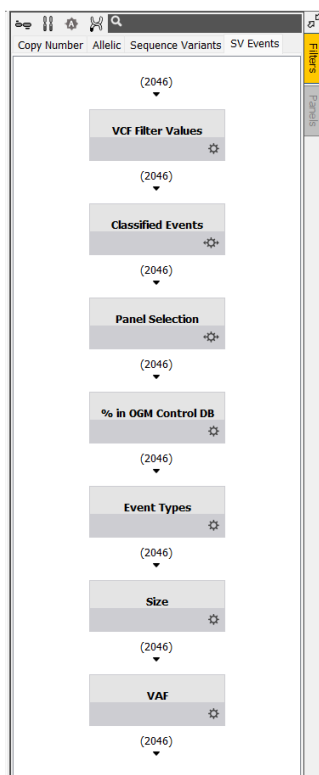 Copy Number Allelic Sequence Variants SV Events
Filters
Panels
(2046)
VCF Filter Values
(2046)
Classified Events
(2046)
Panel Selection
(2046)
% in OGM Control DB
(2046)
Event Types
(2046)
Size
(2046)
VAF
(2046)